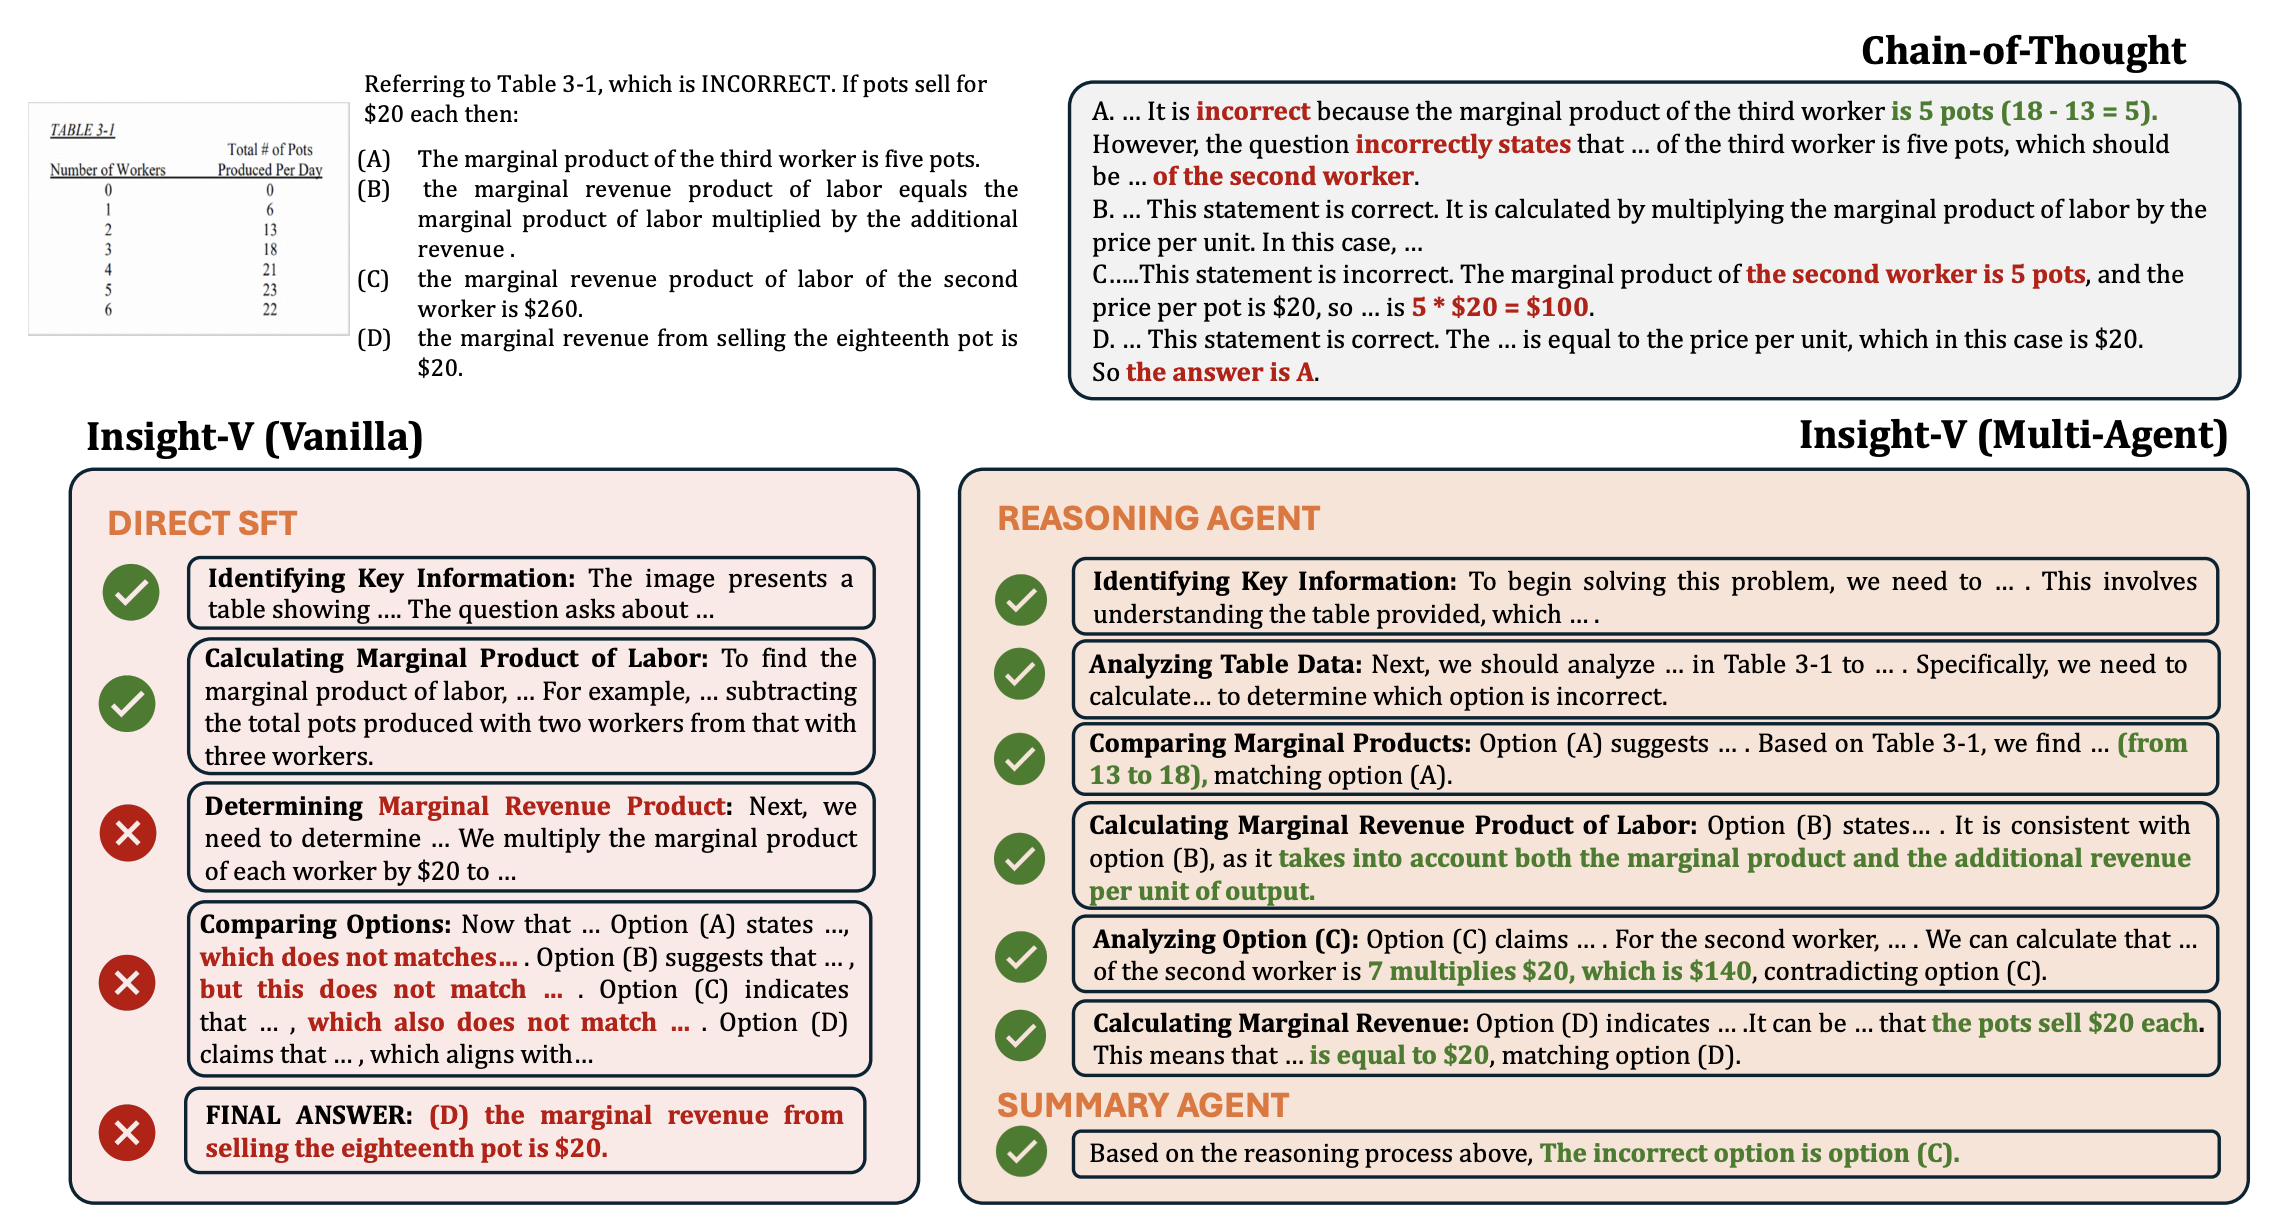 TABLE 3-1
Total # of Pots
Number of Workers Produced Per Day
0 0
1 6
2 13
3 18
4 21
5 23
6 22
Referring to Table 3-1, which is INCORRECT. If pots sell for
$20 each then:
(A) The marginal product of the third worker is five pots.
(B) the marginal revenue product of labor equals the
marginal product of labor multiplied by the additional
revenue .
(C) the marginal revenue product of labor of the second
worker is $260.
(D) the marginal revenue from selling the eighteenth pot is
$20.
Chain-of-Thought
A. ... It is incorrect because the marginal product of the third worker is 5 pots (18 - 13 = 5).
However, the question incorrectly states that ... of the third worker is five pots, which should
be ... of the second worker.
B. ... This statement is correct. It is calculated by multiplying the marginal product of labor by the
price per unit. In this case, ...
C.....This statement is incorrect. The marginal product of the second worker is 5 pots, and the
price per pot is $20, so ... is 5 * $20 = $100.
D. ... This statement is correct. The ... is equal to the price per unit, which in this case is $20.
So the answer is A.
Insight-V (Vanilla)
DIRECT SFT
Identifying Key Information: The image presents a
table showing .... The question asks about ...
Calculating Marginal Product of Labor: To find the
marginal product of labor, ... For example, ... subtracting
the total pots produced with two workers from that with
three workers.
Determining Marginal Revenue Product: Next, we
need to determine ... We multiply the marginal product
of each worker by $20 to ...
Comparing Options: Now that ... Option (A) states ...,
which does not matches... . Option (B) suggests that ... ,
but this does not match ... . Option (C) indicates
that ... , which also does not match ... . Option (D)
claims that ... , which aligns with...
FINAL ANSWER: (D) the marginal revenue from
selling the eighteenth pot is $20.
Insight-V (Multi-Agent)
REASONING AGENT
Identifying Key Information: To begin solving this problem, we need to ... . This involves
understanding the table provided, which ... .
Analyzing Table Data: Next, we should analyze ... in Table 3-1 to ... . Specifically, we need to
calculate... to determine which option is incorrect.
Comparing Marginal Products: Option (A) suggests ... . Based on Table 3-1, we find ... (from
13 to 18), matching option (A).
Calculating Marginal Revenue Product of Labor: Option (B) states... . It is consistent with
option (B), as it takes into account both the marginal product and the additional revenue
per unit of output.
Analyzing Option (C): Option (C) claims ... . For the second worker, ... . We can calculate that ...
of the second worker is 7 multiplies $20, which is $140, contradicting option (C).
Calculating Marginal Revenue: Option (D) indicates ... .It can be ... that the pots sell $20 each.
This means that ... is equal to $20, matching option (D).
SUMMARY AGENT
Based on the reasoning process above, The incorrect option is option (C).